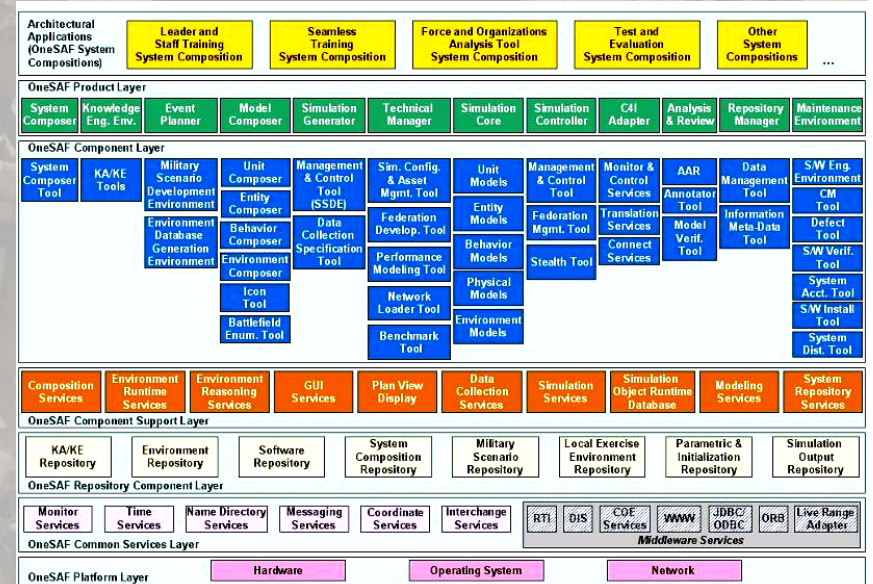 Architectural
Applications
(OneSAF System
Compositions)
Leader and
Staff Training
System Composition
Seamless
Training
System Composition
Force and Organizations
Analysis Tool
System Composition
Test and
Evaluation
System Composition
Other
System
Compositions
...
OneSAF Product Layer
System
Composer
Knowledge
Eng. Env.
Event
Planner
Model
Composer
Simulation
Generator
Technical
Manager
Simulation
Core
Simulation
Controller
C4I
Adapter
Analysis
& Review
Repository
Manager
Maintenance
Environment
OneSAF Component Layer
System
Composer
Tool
KA/KE
Tools
Military
Scenario
Development
Environment
Environment
Database
Generation
Environment
Unit
Composer
Entity
Composer
Behavior
Composer
Environment
Composer
Icon
Tool
Battlefield
Enum. Tool
Management
& Control
Tool
(SSDE)
Data
Collection
Specification
Tool
Sim. Config.
& Asset
Mgmt. Tool
Federation
Develop. Tool
Performance
Modeling Tool
Network
Loader Tool
Benchmark
Tool
Unit
Models
Entity
Models
Behavior
Models
Physical
Models
Environment
Models
Management
& Control
Tool
Federation
Mgmt. Tool
Stealth Tool
Monitor &
Control
Services
Translation
Services
Connect
Services
AAR
Annotator
Tool
Model
Verif.
Tool
Data
Management
Tool
Information
Meta-Data
Tool
S/W Eng.
Environment
CM
Tool
Defect
Tool
S/W Verif.
Tool
System
Acct. Tool
S/W Install
Tool
System
Dist. Tool
Composition
Services
Environment
Runtime
Services
Environment
Reasoning
Services
GUI
Services
Plan View
Display
Data
Collection
Services
Simulation
Services
Simulation
Object Runtime
Database
Modeling
Services
System
Repository
Services
OneSAF Component Support Layer
KA/KE
Repository
Environment
Repository
Software
Repository
System
Composition
Repository
Military
Scenario
Repository
Local Exercise
Environment
Repository
Parametric &
Initialization
Repository
Simulation
Output
Repository
OneSAF Repository Component Layer
Monitor
Services
Time
Services
Name Directory
Services
Messaging
Services
Coordinate
Services
Interchange
Services
RTI
DIS
COE
Services
WWW
JDBC/
ODBC
ORB
Live Range
Adapter
Middleware Services
OneSAF Common Services Layer
OneSAF Platform Layer
Hardware
Operating System
Network